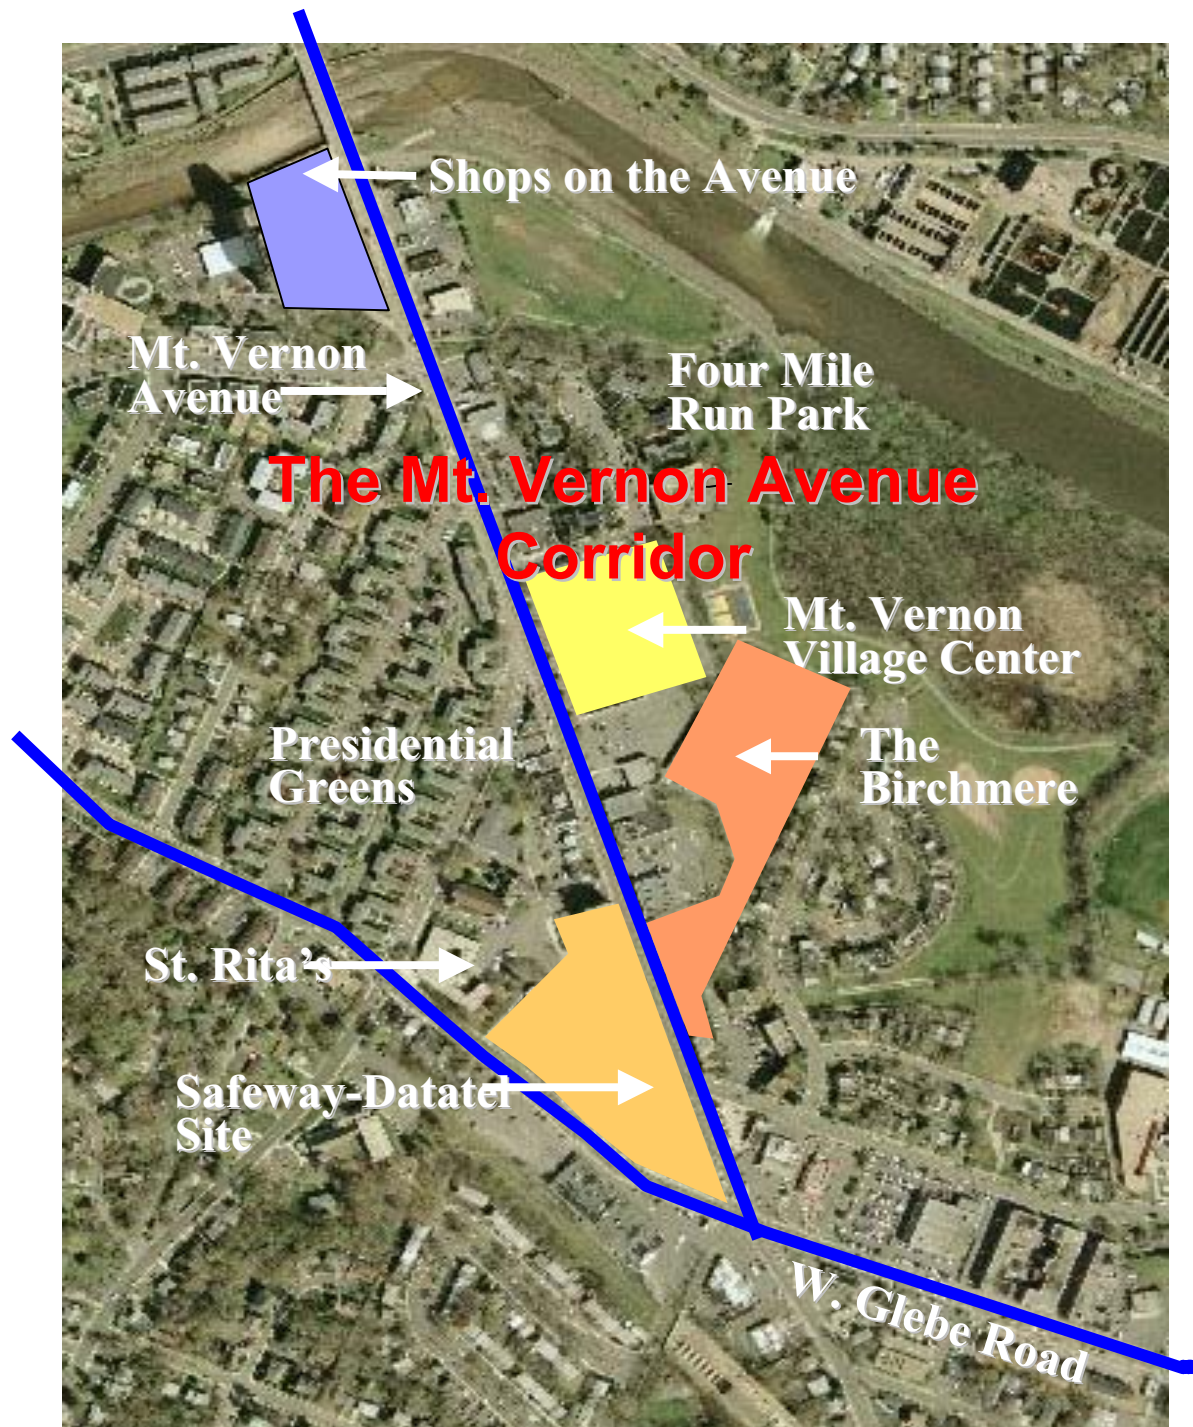 Shops on the Avenue
Mt. Vernon
Avenue
Four Mile
Run Park
The Mt. Vernon Avenue
Corridor
Mt. Vernon
Village Center
Presidential
Greens
The
Birchmere
St. Rita’s
Safeway-Datatel
Site
W. Glebe Road